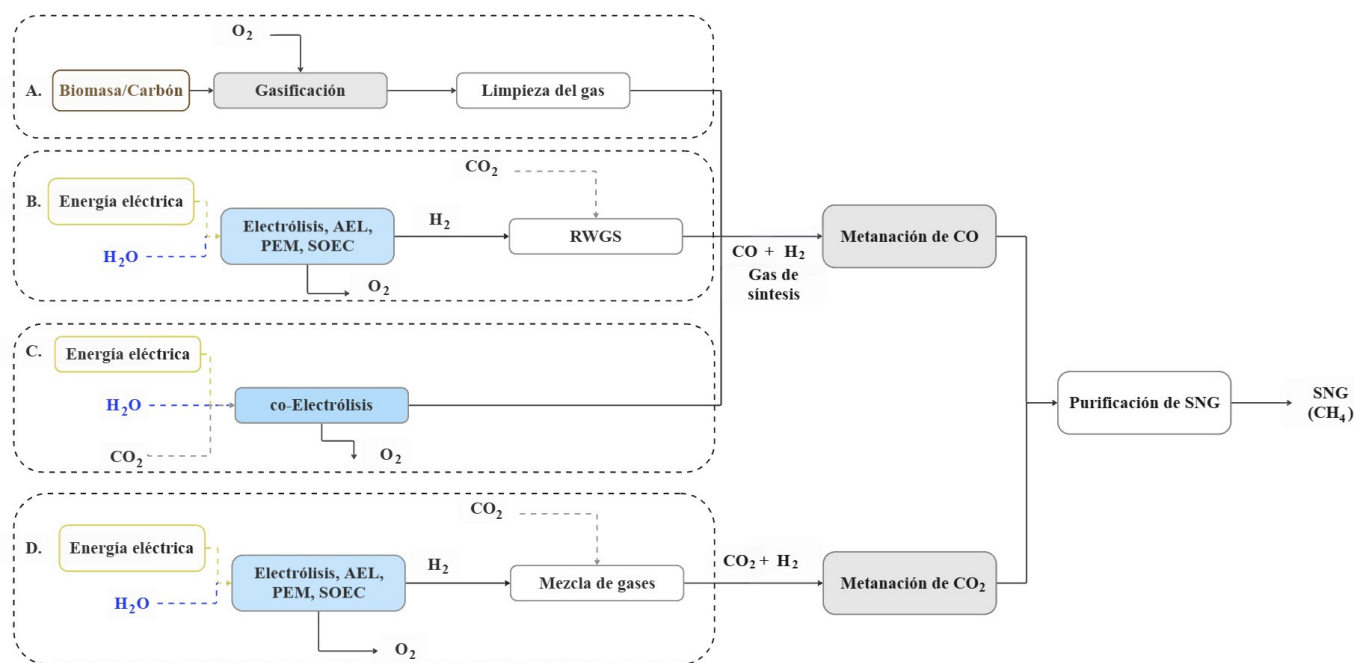 O2
A.
Biomasa/Carbón
Gasificación
Limpieza del gas
B.
Energía eléctrica
H2O
Electrólisis, AEL,
PEM, SOEC
O2
H2
CO2
RWGS
CO + H2
Gas de
síntesis
Metanación de CO
C.
Energía eléctrica
H2O
CO2
co-Electrólisis
O2
Purificación de SNG
SNG
(CH4)
D.
Energía eléctrica
H2O
Electrólisis, AEL,
PEM, SOEC
O2
H2
CO2
Mezcla de gases
CO2 + H2
Metanación de CO2